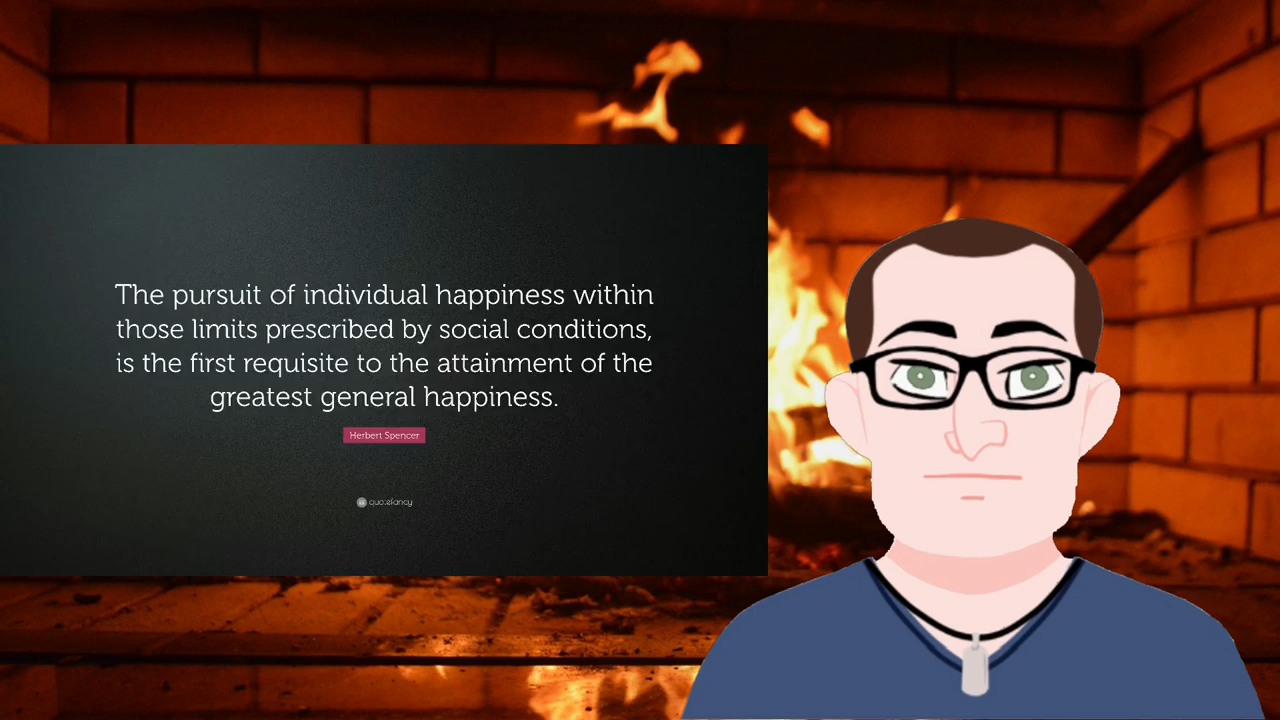 The pursuit of individual happiness within
those limits prescribed by social conditions,
is the first requisite to the attainment of the
greatest general happiness.
Herbert Spencer
quotefancy